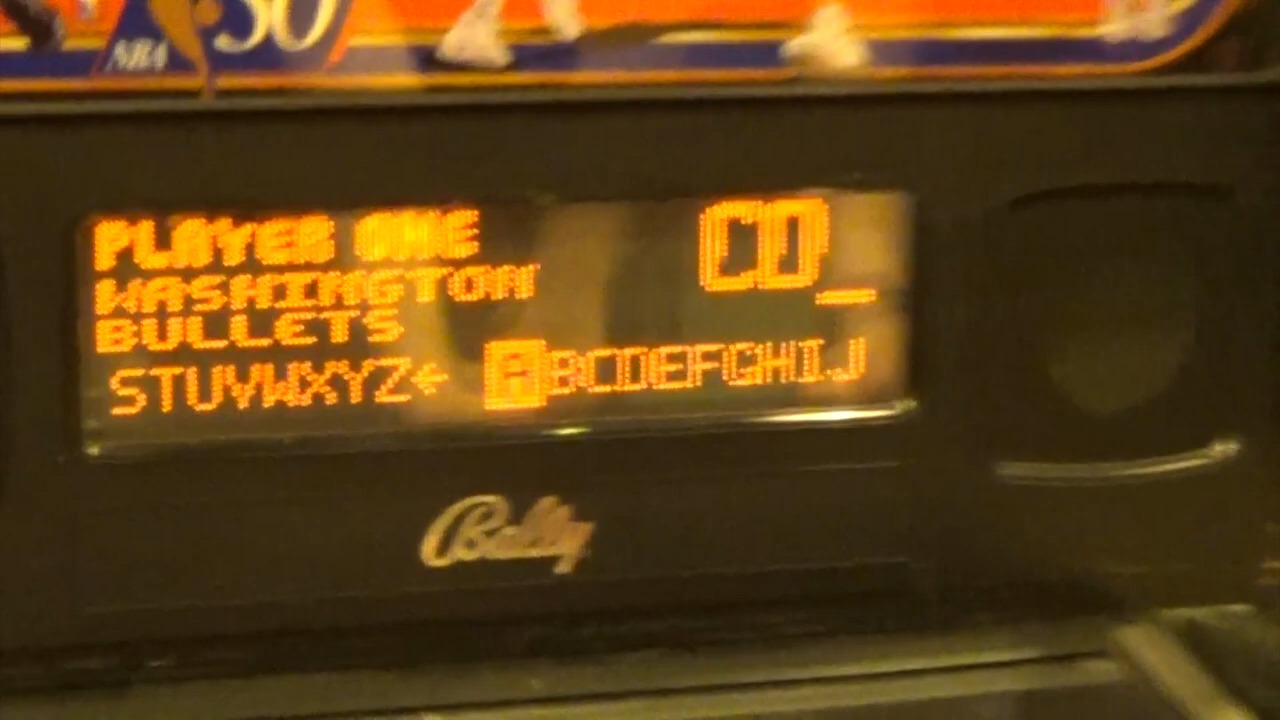 NBA 50
PLAYER ONE
CD_
WASHINGTON
BULLETS
STUVWXYZ← ABCDEFGHIJ
Bally